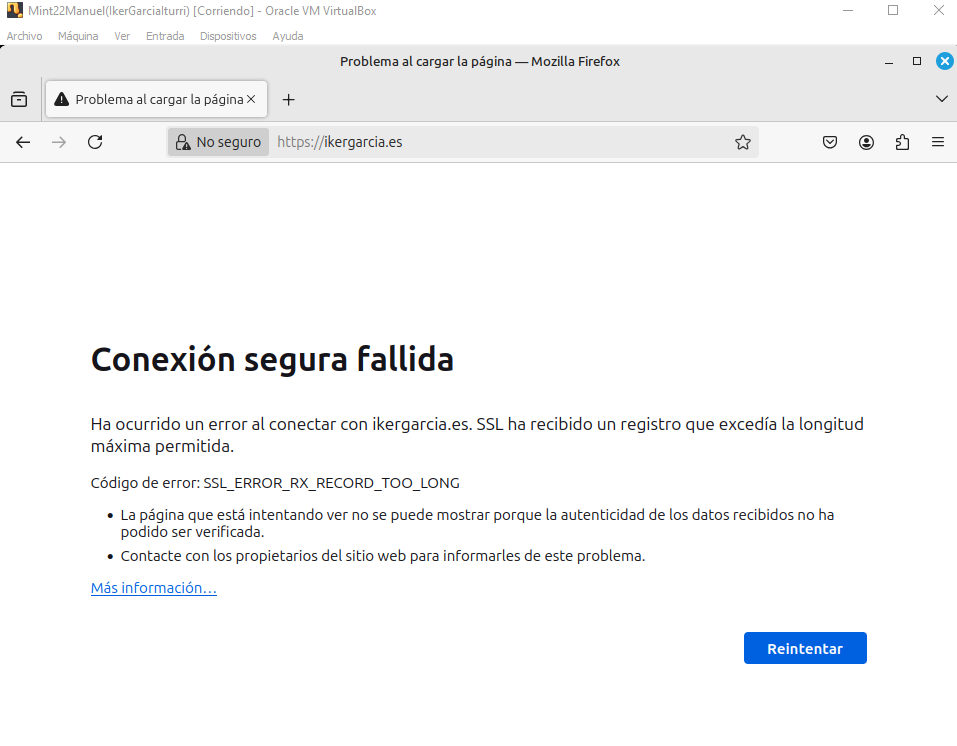 Mint22Manuel(IkerGarciaIturri) [Corriendo] - Oracle VM VirtualBox
Archivo Máquina Ver Entrada Dispositivos Ayuda
Problema al cargar la página — Mozilla Firefox
Problema al cargar la página
No seguro https://ikergarcia.es
Conexión segura fallida
Ha ocurrido un error al conectar con ikergarcia.es. SSL ha recibido un registro que excedía la longitud
máxima permitida.
Código de error: SSL_ERROR_RX_RECORD_TOO_LONG
• La página que está intentando ver no se puede mostrar porque la autenticidad de los datos recibidos no ha
podido ser verificada.
• Contacte con los propietarios del sitio web para informarles de este problema.
Más información...
Reintentar